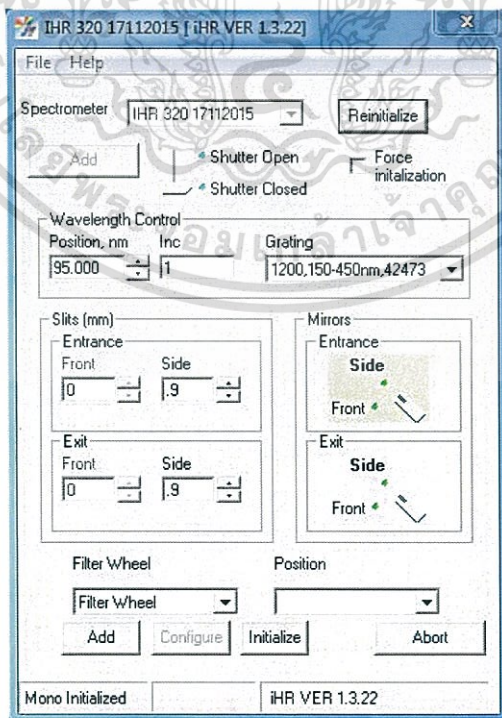 IHR 320 17112015 [ iHR VER 1.3.22]
File Help
Spectrometer IHR 320 17112015 Reinitialize
Add Shutter Open Force
Shutter Closed initalization
Wavelength Control
Position, nm Inc Grating
95.000 1 1200,150-450nm,42473
Slits (mm) Mirrors
Entrance Entrance
Front Side Side
0 .9 Front
Exit Exit
Front Side Side
0 .9 Front
Filter Wheel Position
Filter Wheel
Add Configure Initialize Abort
Mono Initialized iHR VER 1.3.22